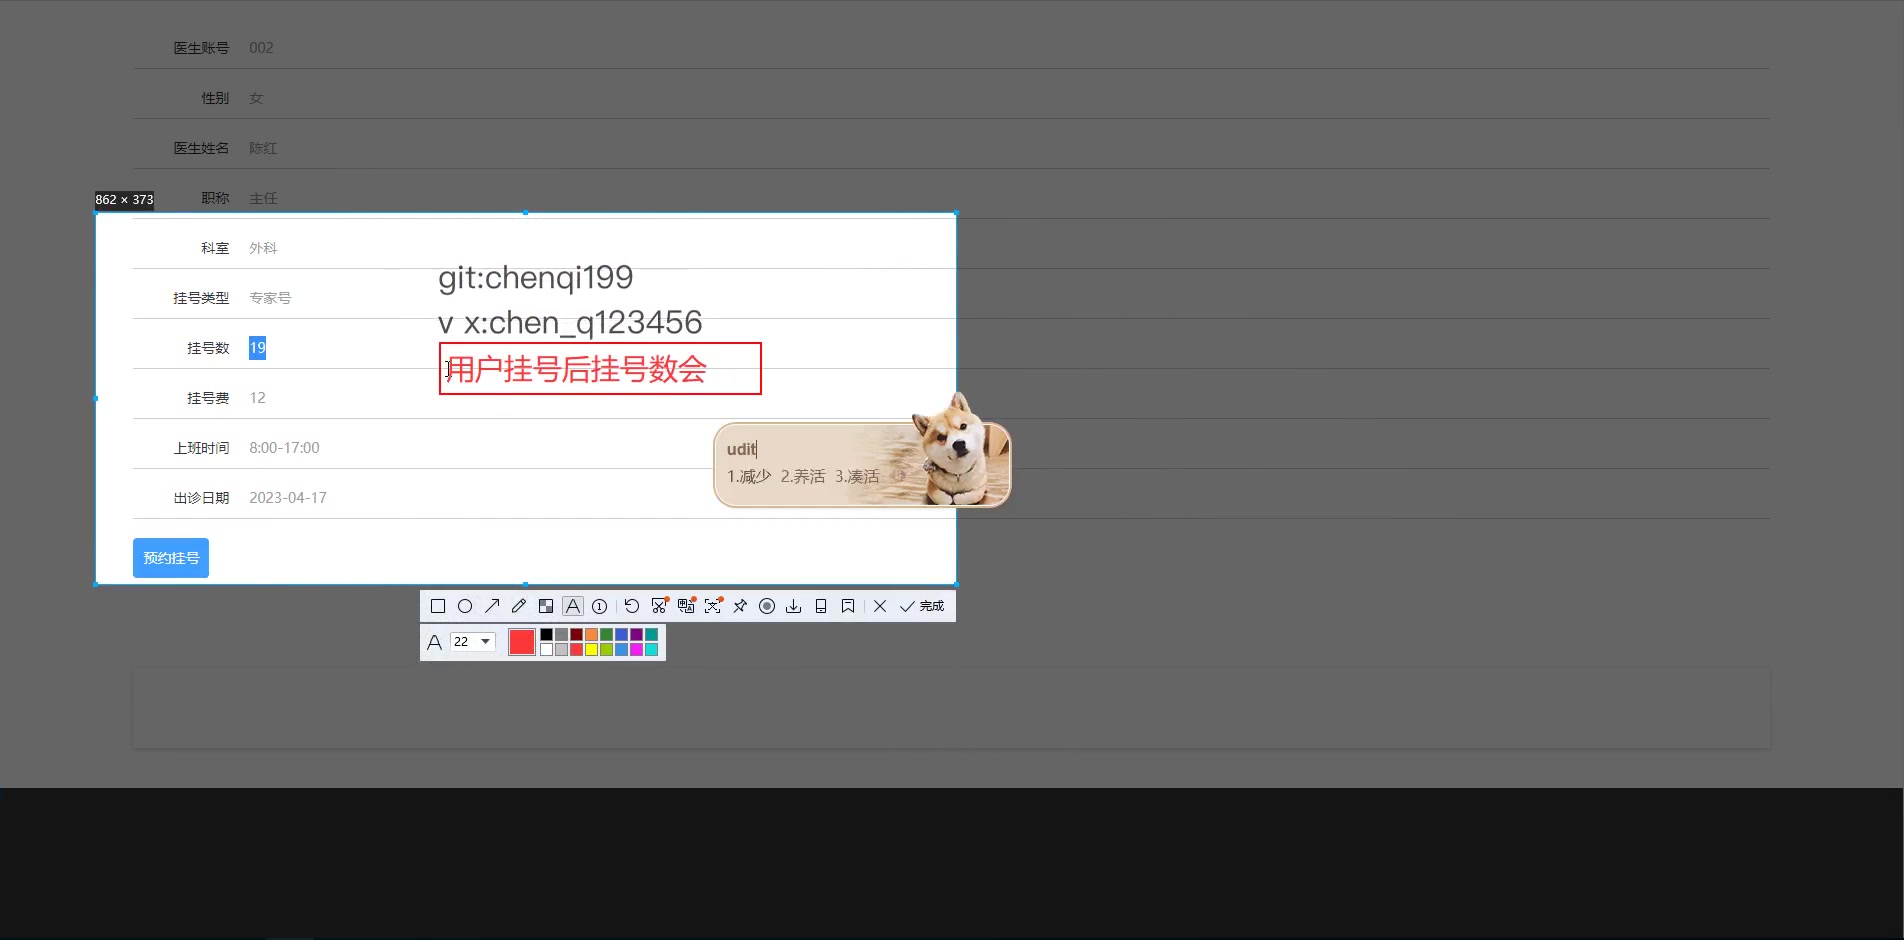 医生账号 002
性别 女
医生姓名 陈红
862 × 373
职称 主任
科室 外科
git:chenqi199
挂号类型 专家号
v x:chen_q123456
挂号数 19
用户挂号后挂号数会
挂号费 12
上班时间 8:00-17:00
udit
1.减少 2.养活 3.凑活
出诊日期 2023-04-17
预约挂号
完成
A 22